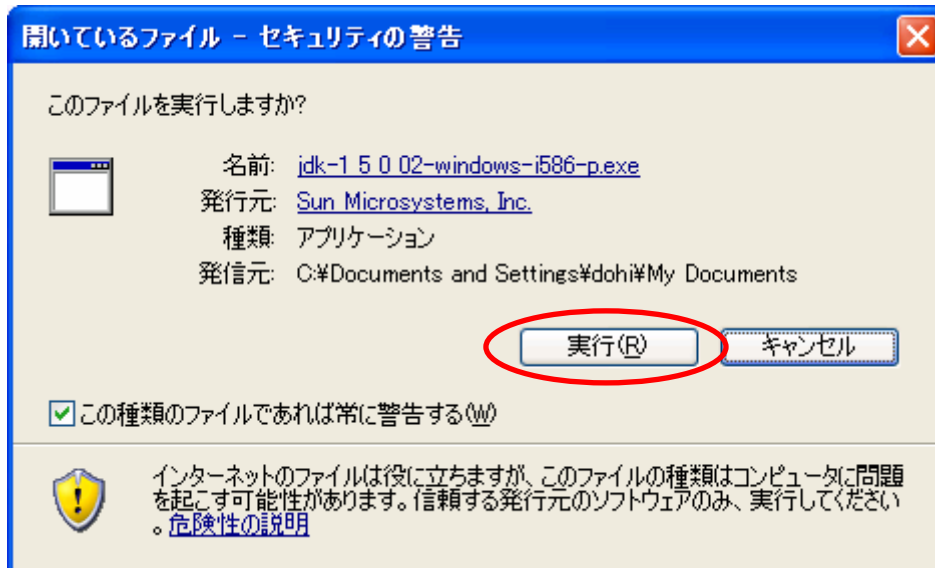 開いているファイル - セキュリティの警告
このファイルを実行しますか?
名前: jdk-1 5 0 02-windows-i586-p.exe
発行元: Sun Microsystems, Inc.
種類: アプリケーション
発信元: C:¥Documents and Settings¥dohi¥My Documents
実行(R) キャンセル
この種類のファイルであれば常に警告する(W)
インターネットのファイルは役に立ちますが、このファイルの種類はコンピュータに問題
を起こす可能性があります。信頼する発行元のソフトウェアのみ、実行してください
。危険性の説明